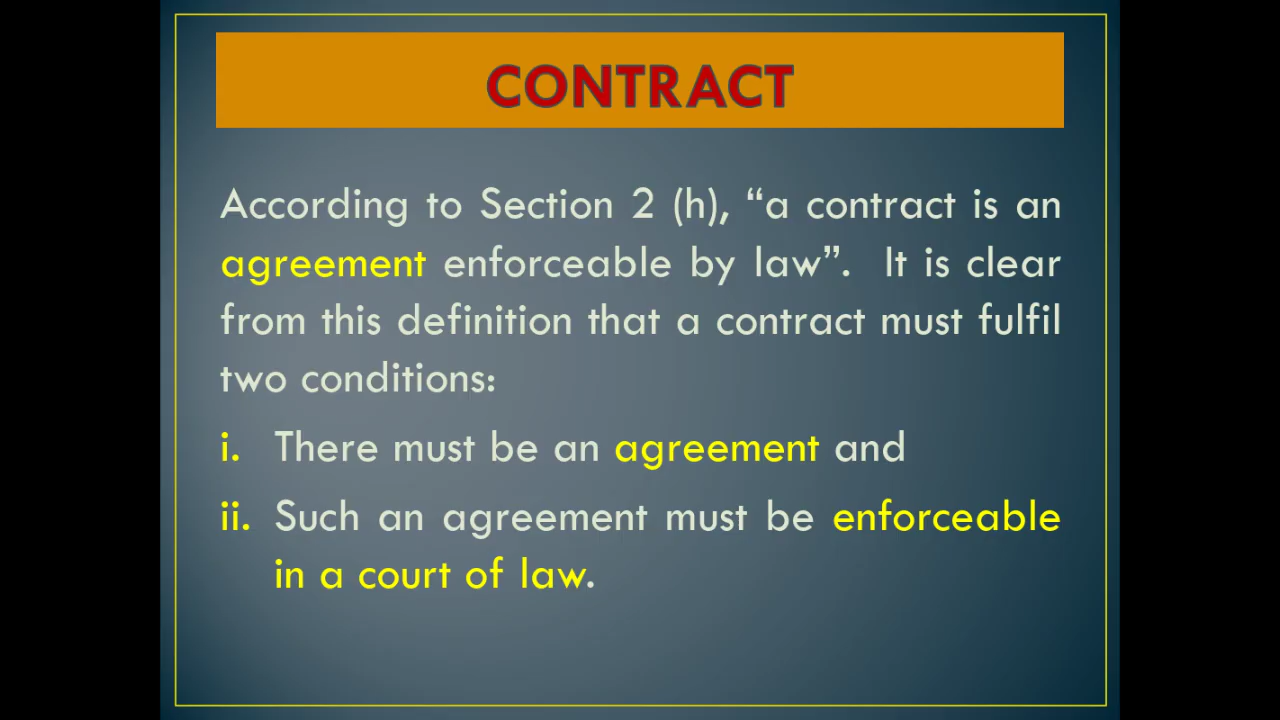 CONTRACT
According to Section 2 (h), “a contract is an
agreement enforceable by law”. It is clear
from this definition that a contract must fulfil
two conditions:
i. There must be an agreement and
ii. Such an agreement must be enforceable
in a court of law.